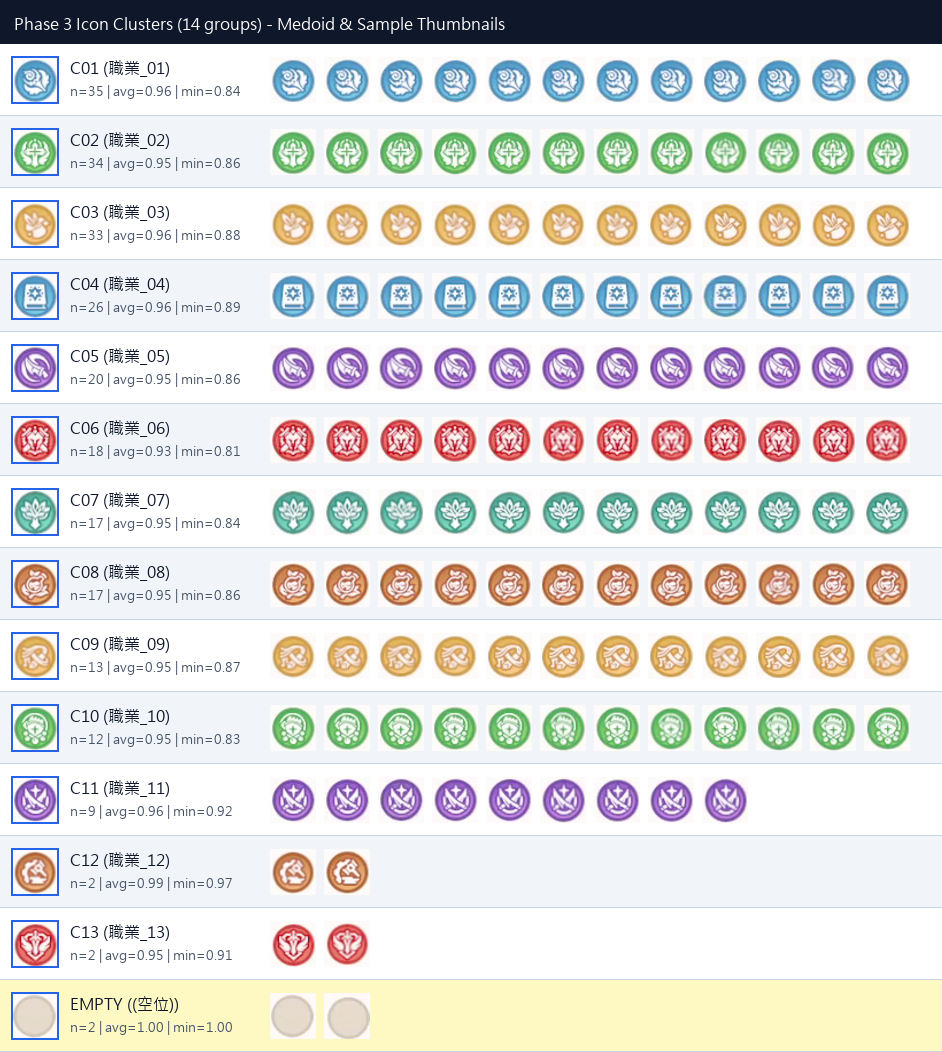 Phase 3 Icon Clusters (14 groups) - Medoid & Sample Thumbnails
C01 (職業_01)
n=35 | avg=0.96 | min=0.84
C02 (職業_02)
n=34 | avg=0.95 | min=0.86
C03 (職業_03)
n=33 | avg=0.96 | min=0.88
C04 (職業_04)
n=26 | avg=0.96 | min=0.89
C05 (職業_05)
n=20 | avg=0.95 | min=0.86
C06 (職業_06)
n=18 | avg=0.93 | min=0.81
C07 (職業_07)
n=17 | avg=0.95 | min=0.84
C08 (職業_08)
n=17 | avg=0.95 | min=0.86
C09 (職業_09)
n=13 | avg=0.95 | min=0.87
C10 (職業_10)
n=12 | avg=0.95 | min=0.83
C11 (職業_11)
n=9 | avg=0.96 | min=0.92
C12 (職業_12)
n=2 | avg=0.99 | min=0.97
C13 (職業_13)
n=2 | avg=0.95 | min=0.91
EMPTY ((空位))
n=2 | avg=1.00 | min=1.00